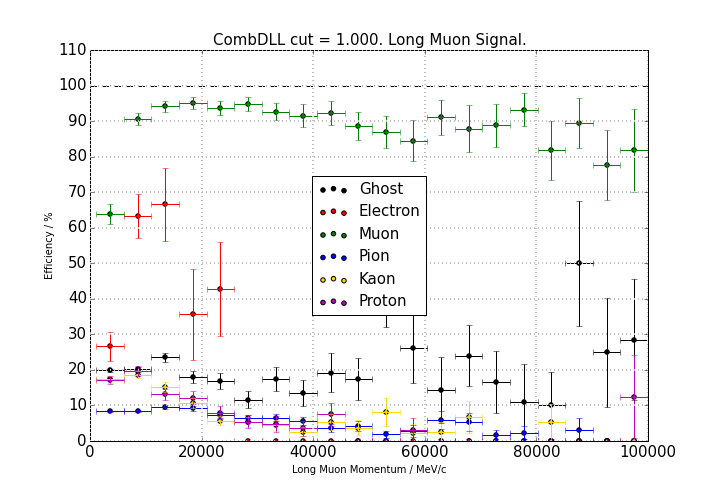 CombDLL cut = 1.000. Long Muon Signal.
110
100
90
80
70
60
50
40
30
20
10
0
Efficiency / %
Ghost
Electron
Muon
Pion
Kaon
Proton
0 20000 40000 60000 80000 100000
Long Muon Momentum / MeV/c